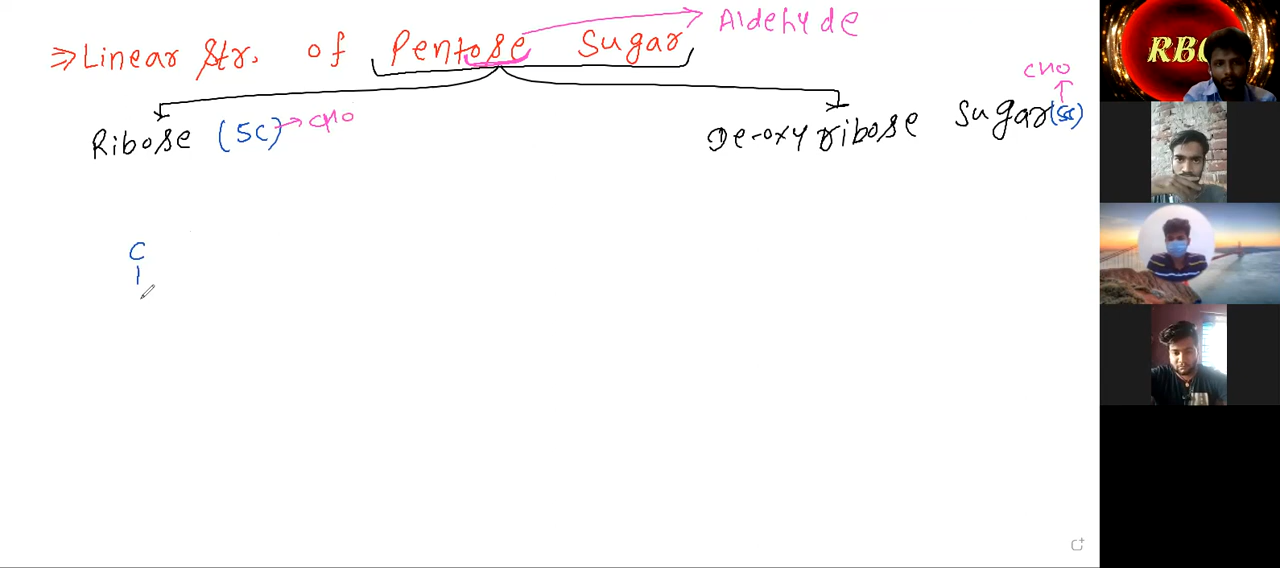 ⇒ Linear Str. of Pentose Sugar → Aldehyde
Ribose (5C) → CHO
De-oxy ribose Sugar (5C) → CHO
C
RBC